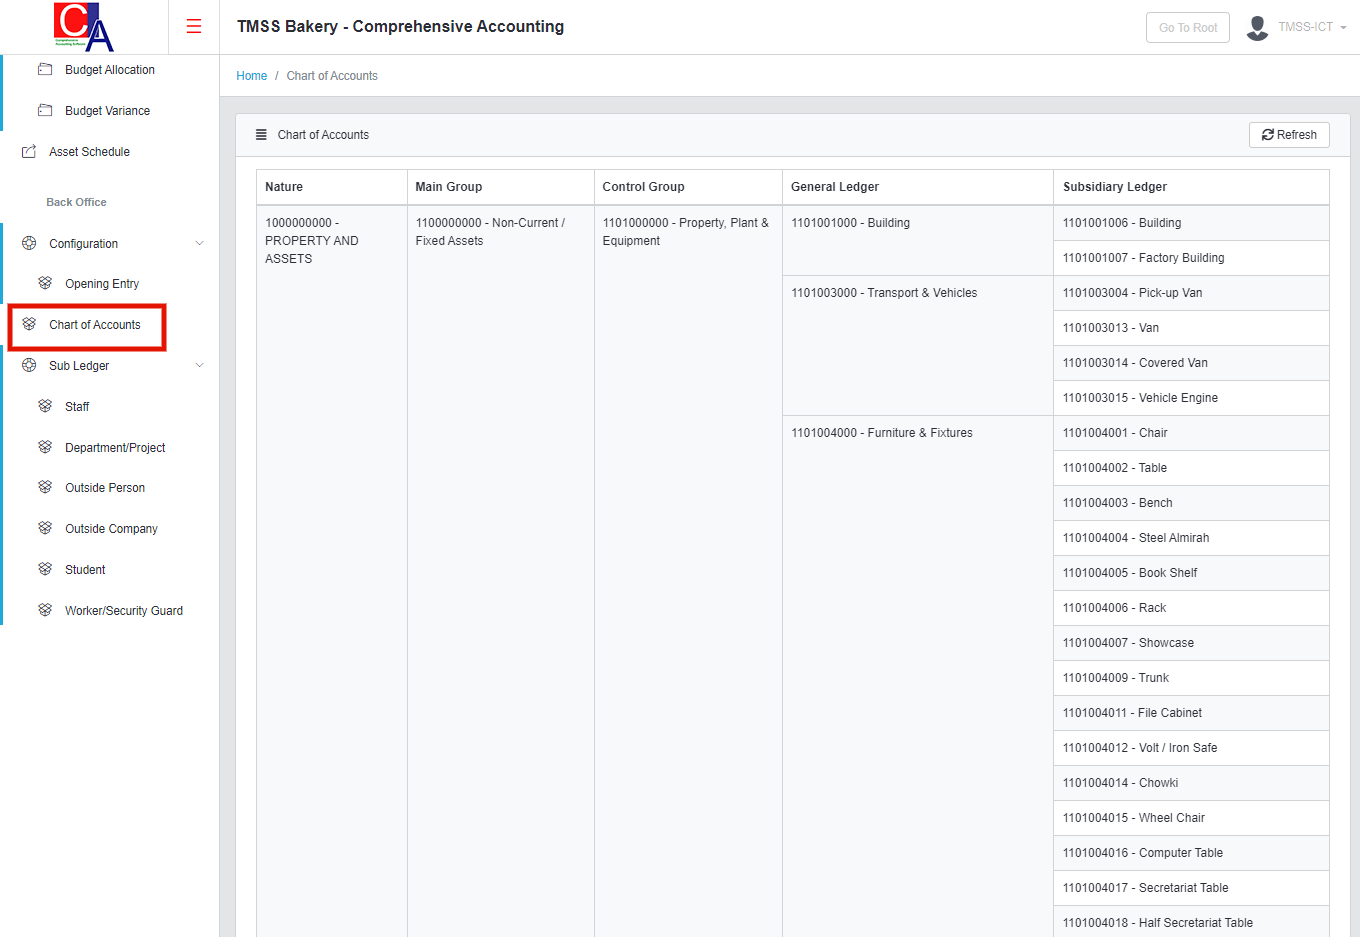 CJA
Comprehensive
Accounting Software
TMSS Bakery - Comprehensive Accounting
Go To Root
TMSS-ICT
Budget Allocation
Budget Variance
Asset Schedule
Back Office
Configuration
Opening Entry
Chart of Accounts
Sub Ledger
Staff
Department/Project
Outside Person
Outside Company
Student
Worker/Security Guard
Home / Chart of Accounts
Chart of Accounts
Refresh
Nature Main Group Control Group General Ledger Subsidiary Ledger
1000000000 -
PROPERTY AND
ASSETS
1100000000 - Non-Current /
Fixed Assets
1101000000 - Property, Plant &
Equipment
1101001000 - Building
1101001006 - Building
1101001007 - Factory Building
1101003000 - Transport & Vehicles
1101003004 - Pick-up Van
1101003013 - Van
1101003014 - Covered Van
1101003015 - Vehicle Engine
1101004000 - Furniture & Fixtures
1101004001 - Chair
1101004002 - Table
1101004003 - Bench
1101004004 - Steel Almirah
1101004005 - Book Shelf
1101004006 - Rack
1101004007 - Showcase
1101004009 - Trunk
1101004011 - File Cabinet
1101004012 - Volt / Iron Safe
1101004014 - Chowki
1101004015 - Wheel Chair
1101004016 - Computer Table
1101004017 - Secretariat Table
1101004018 - Half Secretariat Table